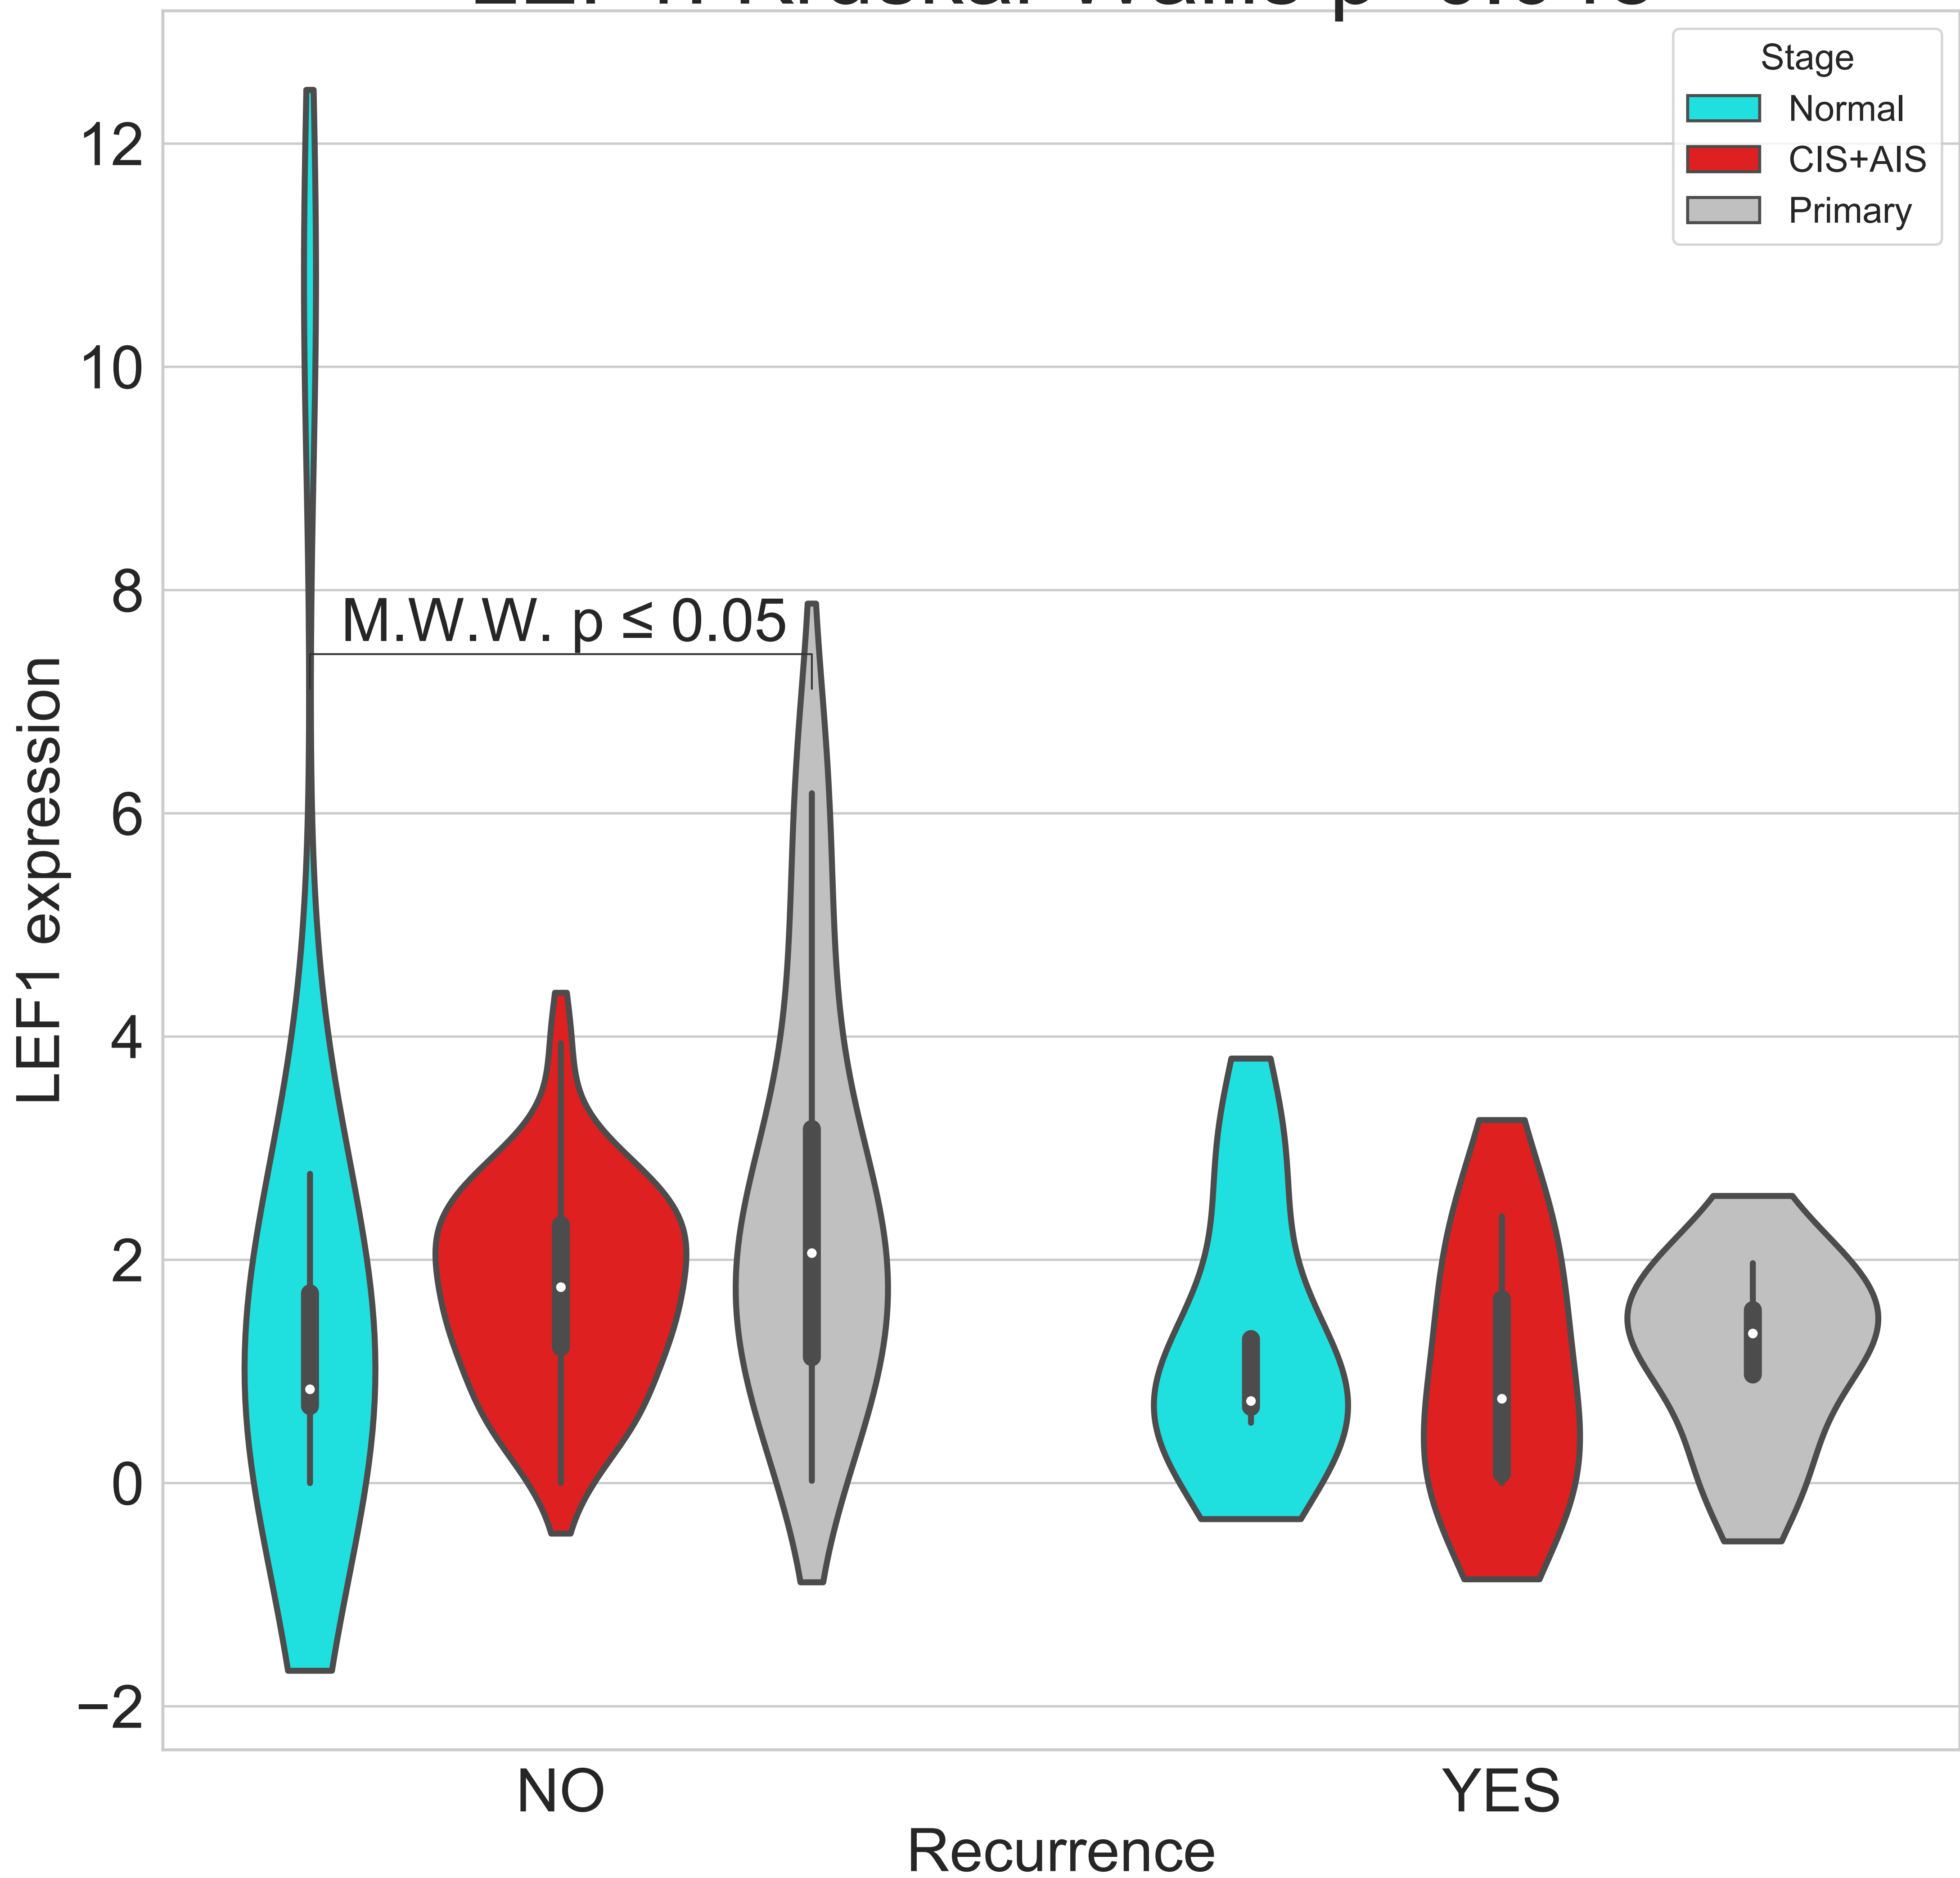 Stage
Normal
CIS+AIS
Primary
12
10
8
6
4
2
0
−2
M.W.W. p ≤ 0.05
LEF1 expression
NO
YES
Recurrence